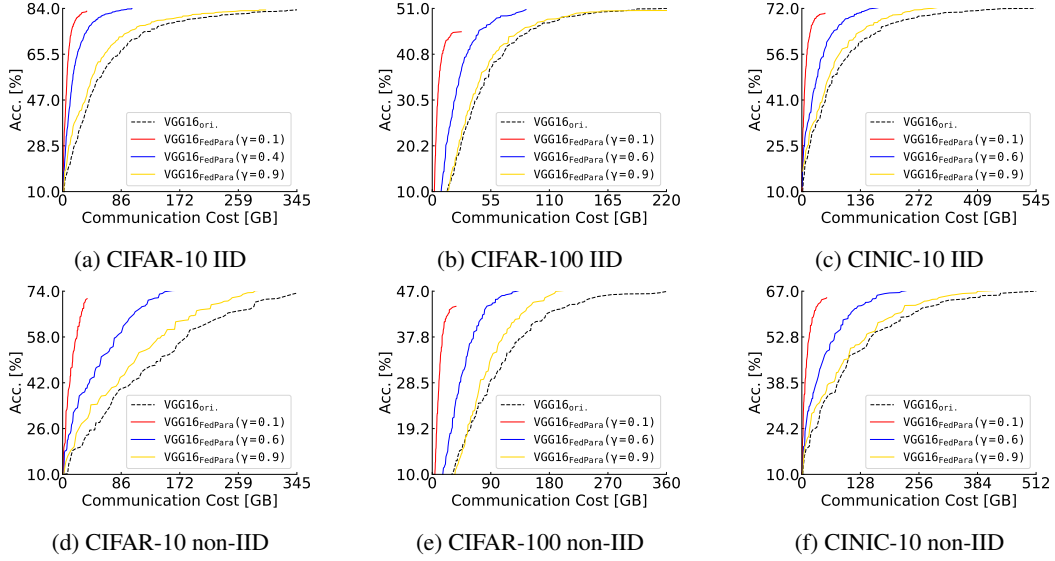 84.0
65.5
47.0
28.5
10.0
Acc. [%]
VGG16ori.
VGG16FedPara(γ=0.1)
VGG16FedPara(γ=0.4)
VGG16FedPara(γ=0.9)
0 86 172 259 345
Communication Cost [GB]
(a) CIFAR-10 IID
51.0
40.8
30.5
20.2
10.0
Acc. [%]
VGG16ori.
VGG16FedPara(γ=0.1)
VGG16FedPara(γ=0.6)
VGG16FedPara(γ=0.9)
0 55 110 165 220
Communication Cost [GB]
(b) CIFAR-100 IID
72.0
56.5
41.0
25.5
10.0
Acc. [%]
VGG16ori.
VGG16FedPara(γ=0.1)
VGG16FedPara(γ=0.6)
VGG16FedPara(γ=0.9)
0 136 272 409 545
Communication Cost [GB]
(c) CINIC-10 IID
74.0
58.0
42.0
26.0
10.0
Acc. [%]
VGG16ori.
VGG16FedPara(γ=0.1)
VGG16FedPara(γ=0.6)
VGG16FedPara(γ=0.9)
0 86 172 259 345
Communication Cost [GB]
(d) CIFAR-10 non-IID
47.0
37.8
28.5
19.2
10.0
Acc. [%]
VGG16ori.
VGG16FedPara(γ=0.1)
VGG16FedPara(γ=0.6)
VGG16FedPara(γ=0.9)
0 90 180 270 360
Communication Cost [GB]
(e) CIFAR-100 non-IID
67.0
52.8
38.5
24.2
10.0
Acc. [%]
VGG16ori.
VGG16FedPara(γ=0.1)
VGG16FedPara(γ=0.6)
VGG16FedPara(γ=0.9)
0 128 256 384 512
Communication Cost [GB]
(f) CINIC-10 non-IID